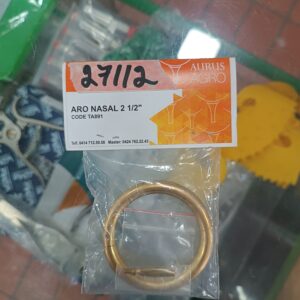 27112
AURUS
AGRO
ARO NASAL 2 1/2"
CODE TA891